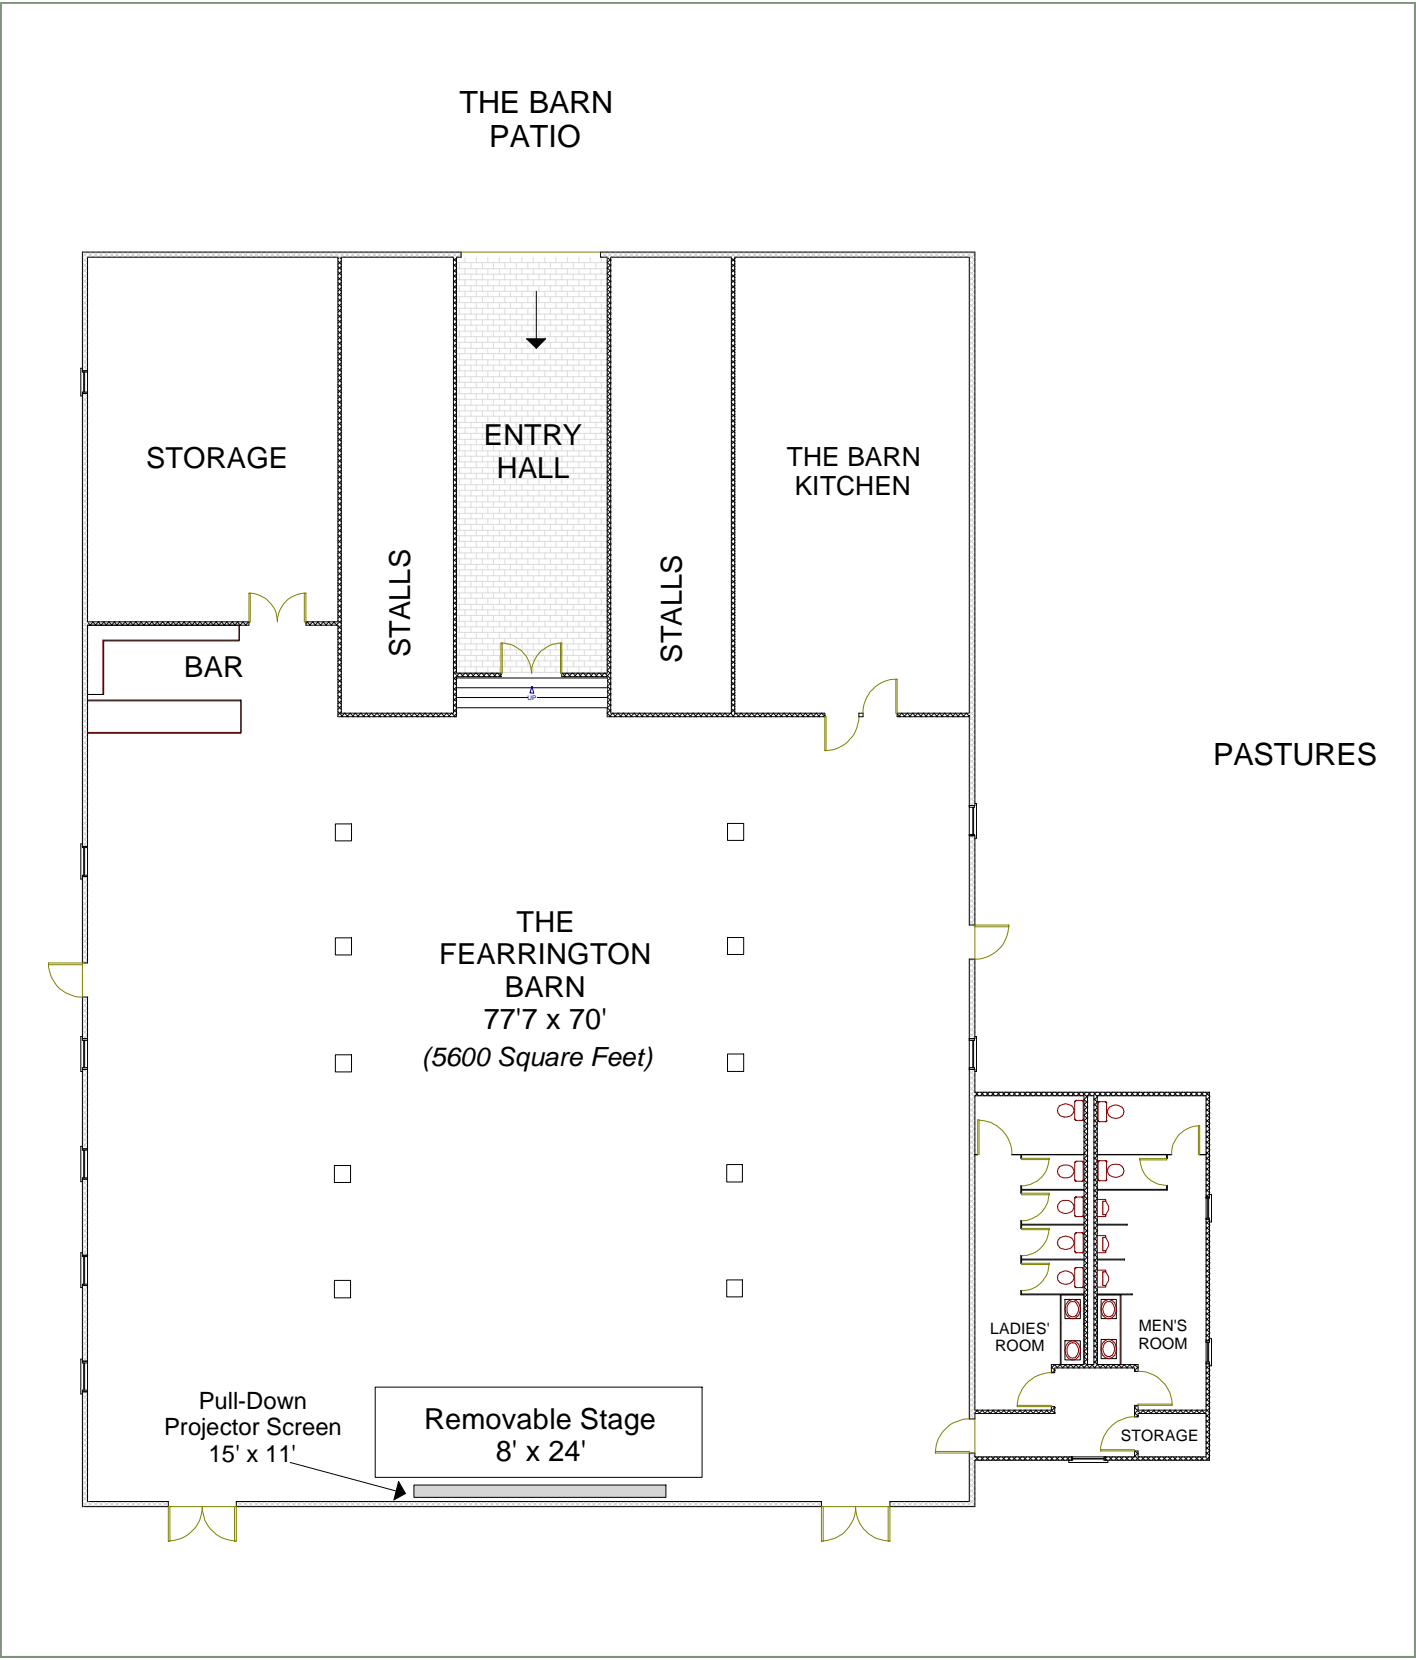 THE BARN
PATIO
STORAGE
STALLS
ENTRY
HALL
STALLS
THE BARN
KITCHEN
BAR
UP
PASTURES
THE
FEARRINGTON
BARN
77'7 x 70'
(5600 Square Feet)
LADIES'
ROOM
MEN'S
ROOM
STORAGE
Pull-Down
Projector Screen
15' x 11'
Removable Stage
8' x 24'